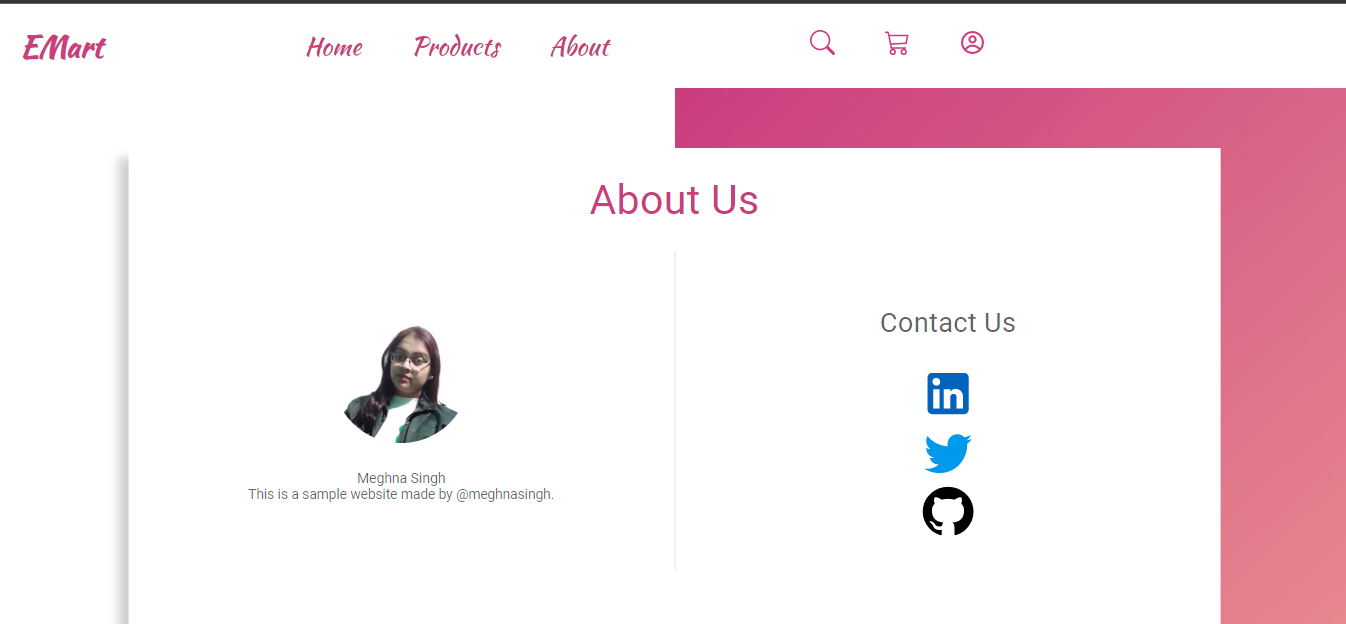 EMart
Home
Products
About
About Us
Contact Us
in
Meghna Singh
This is a sample website made by @meghnasingh.